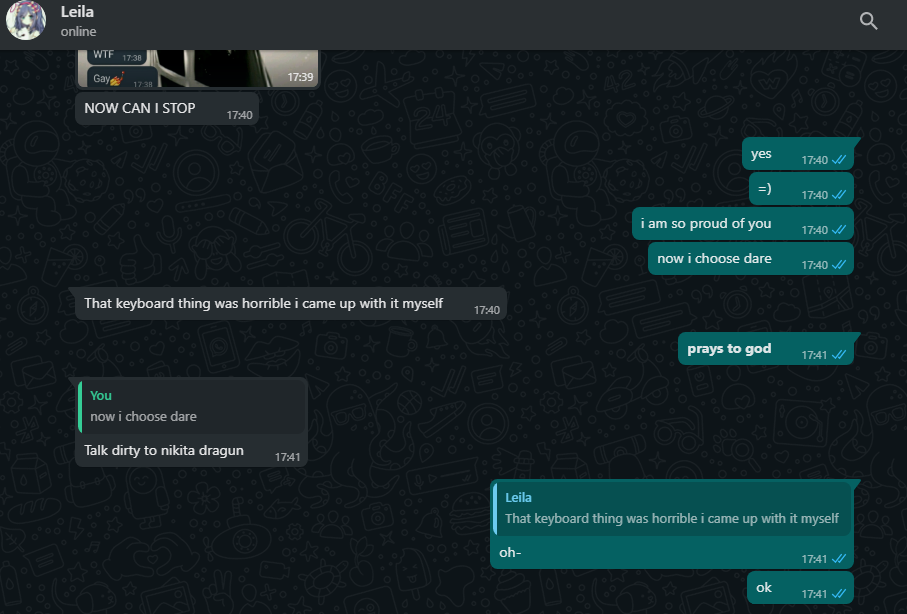 Leila
online
WTF 17:38
Gay💅 17:38
17:39
NOW CAN I STOP 17:40
yes 17:40
=) 17:40
i am so proud of you 17:40
now i choose dare 17:40
That keyboard thing was horrible i came up with it myself 17:40
prays to god 17:41
You
now i choose dare
Talk dirty to nikita dragun 17:41
Leila
That keyboard thing was horrible i came up with it myself
oh- 17:41
ok 17:41